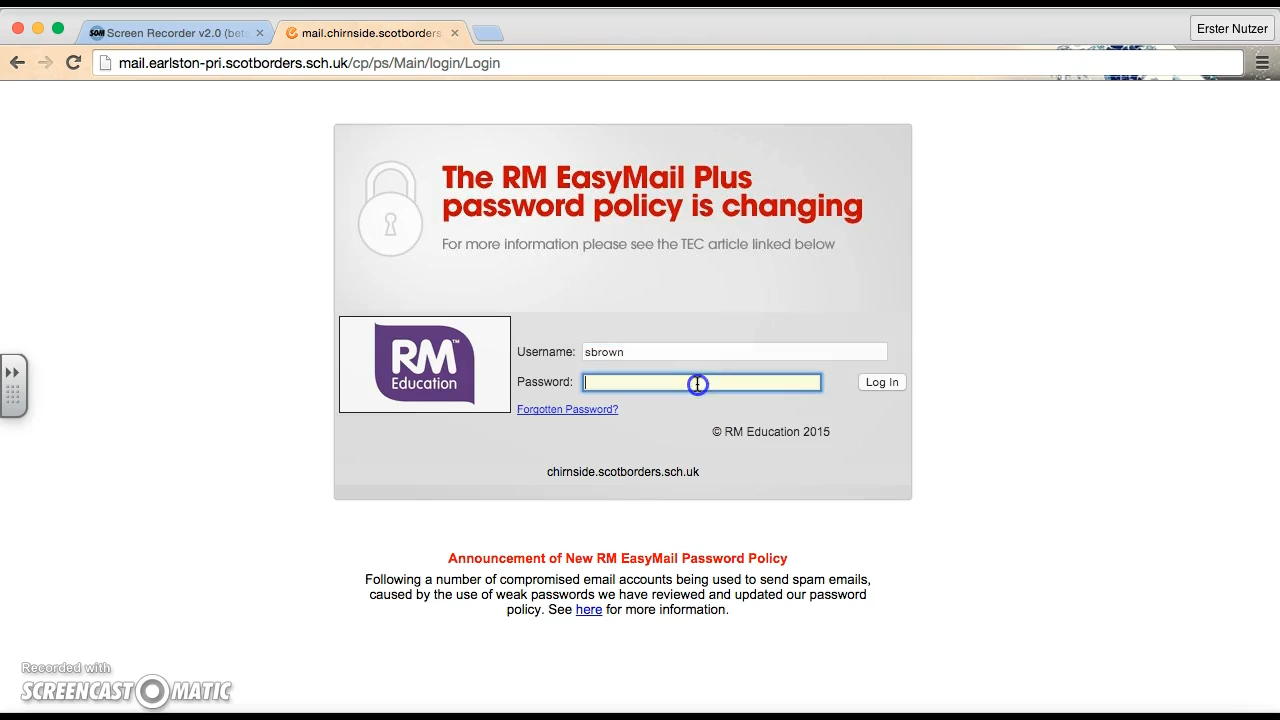 SOM Screen Recorder v2.0 (beta
mail.chirnside.scotborders
Erster Nutzer
mail.earlston-pri.scotborders.sch.uk/cp/ps/Main/login/Login
The RM EasyMail Plus
password policy is changing
For more information please see the TEC article linked below
RM™
Education
Username: sbrown
Password:
Log In
Forgotten Password?
© RM Education 2015
chirnside.scotborders.sch.uk
Announcement of New RM EasyMail Password Policy
Following a number of compromised email accounts being used to send spam emails,
caused by the use of weak passwords we have reviewed and updated our password
policy. See here for more information.
Recorded with
SCREENCAST-O-MATIC